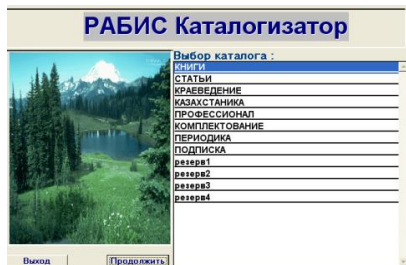 РАБИС Каталогизатор
Выбор каталога :
КНИГИ
СТАТЬИ
КРАЕВЕДЕНИЕ
КАЗАХСТАНИКА
ПРОФЕССИОНАЛ
КОМПЛЕКТОВАНИЕ
ПЕРИОДИКА
ПОДПИСКА
резерв1
резерв2
резерв3
резерв4
Выход Продолжить